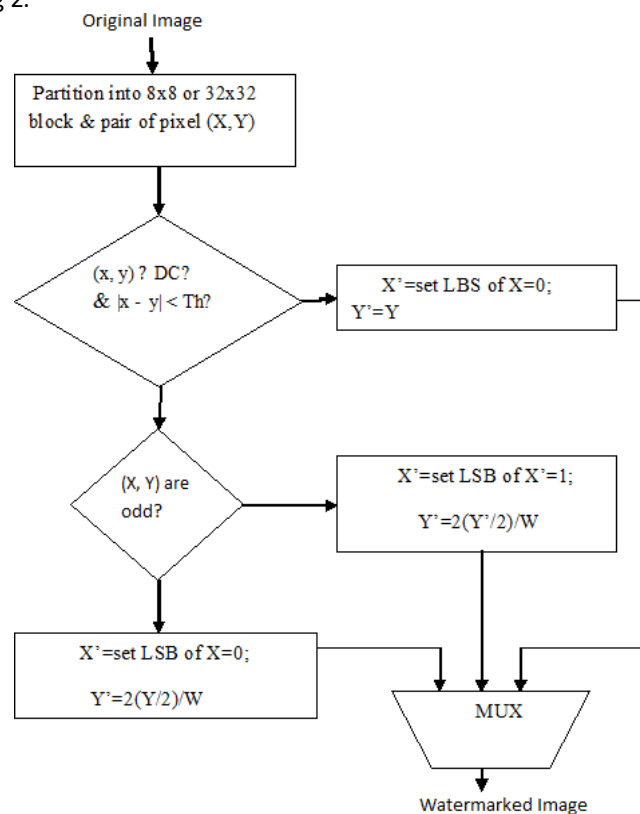 g 2.
Original Image
Partition into 8x8 or 32x32
block & pair of pixel (X,Y)
(x, y) ? DC?
& |x - y| < Th?
X’=set LBS of X=0;
Y’=Y
(X, Y) are
odd?
X’=set LSB of X’=1;
Y’=2(Y’/2)/W
X’=set LSB of X=0;
Y’=2(Y/2)/W
MUX
Watermarked Image